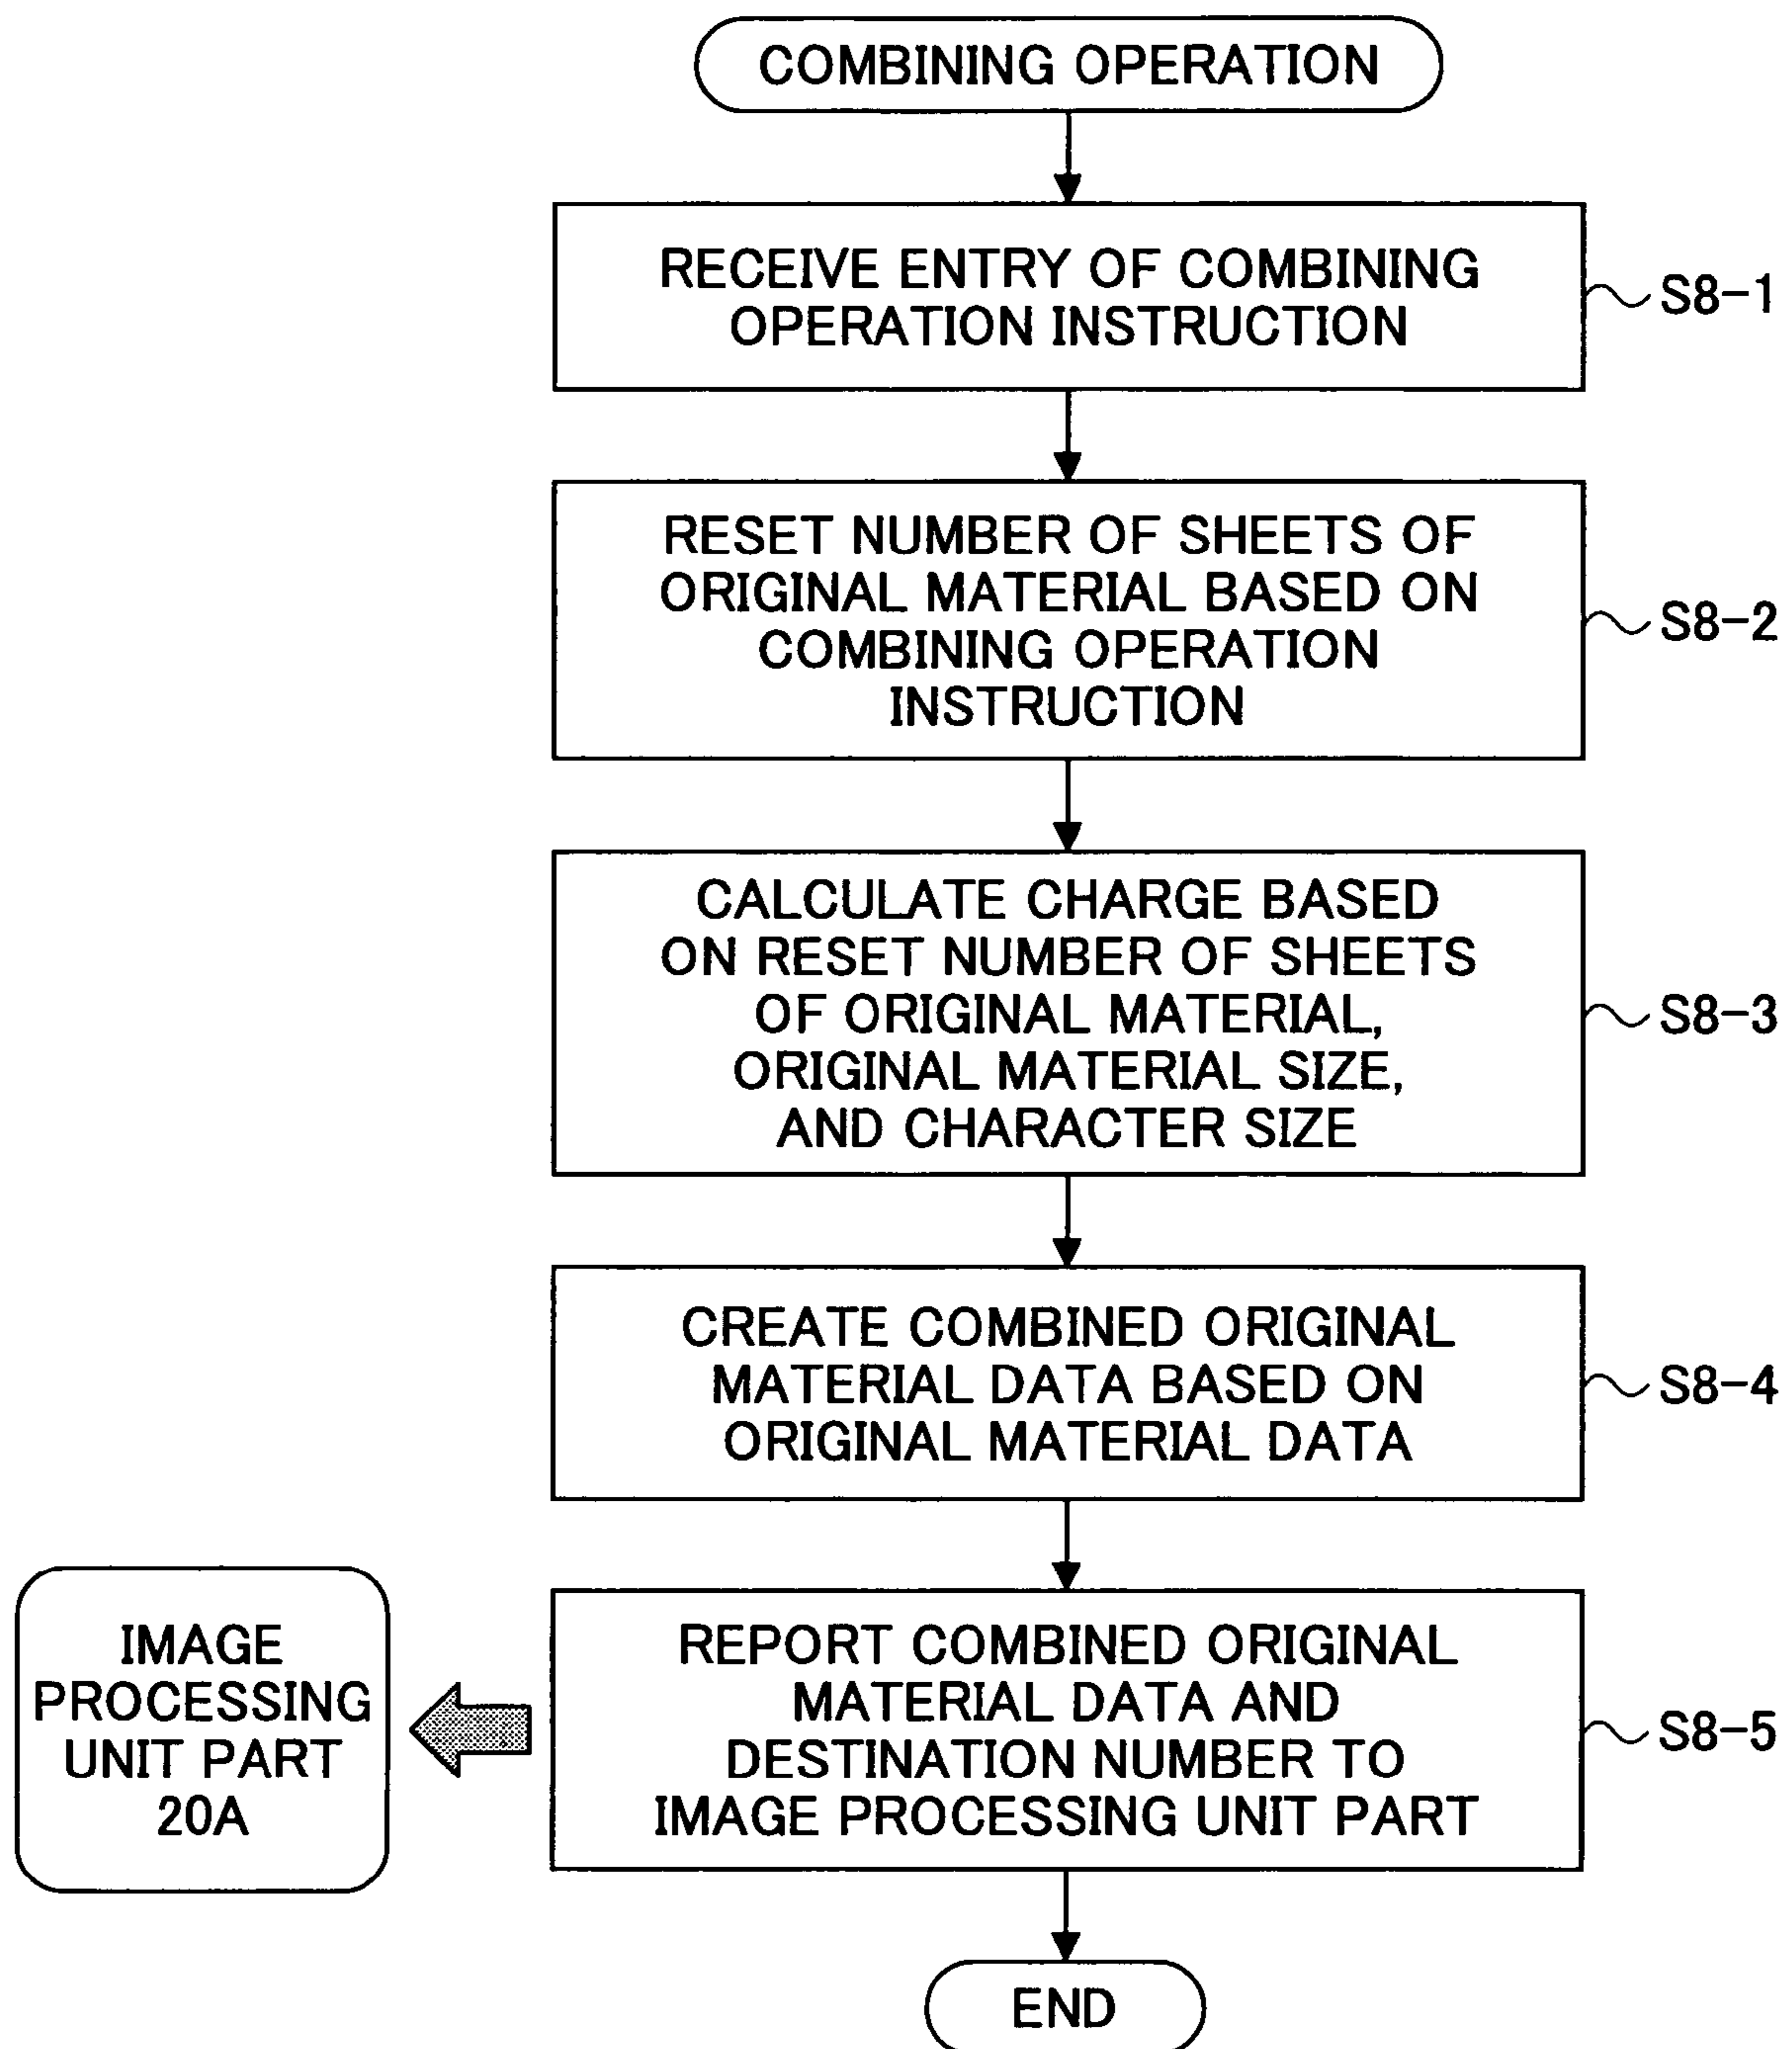 COMBINING OPERATION
RECEIVE ENTRY OF COMBINING
OPERATION INSTRUCTION
S8-1
RESET NUMBER OF SHEETS OF
ORIGINAL MATERIAL BASED ON
COMBINING OPERATION
INSTRUCTION
S8-2
CALCULATE CHARGE BASED
ON RESET NUMBER OF SHEETS
OF ORIGINAL MATERIAL,
ORIGINAL MATERIAL SIZE,
AND CHARACTER SIZE
S8-3
CREATE COMBINED ORIGINAL
MATERIAL DATA BASED ON
ORIGINAL MATERIAL DATA
S8-4
IMAGE
PROCESSING
UNIT PART
20A
REPORT COMBINED ORIGINAL
MATERIAL DATA AND
DESTINATION NUMBER TO
IMAGE PROCESSING UNIT PART
S8-5
END